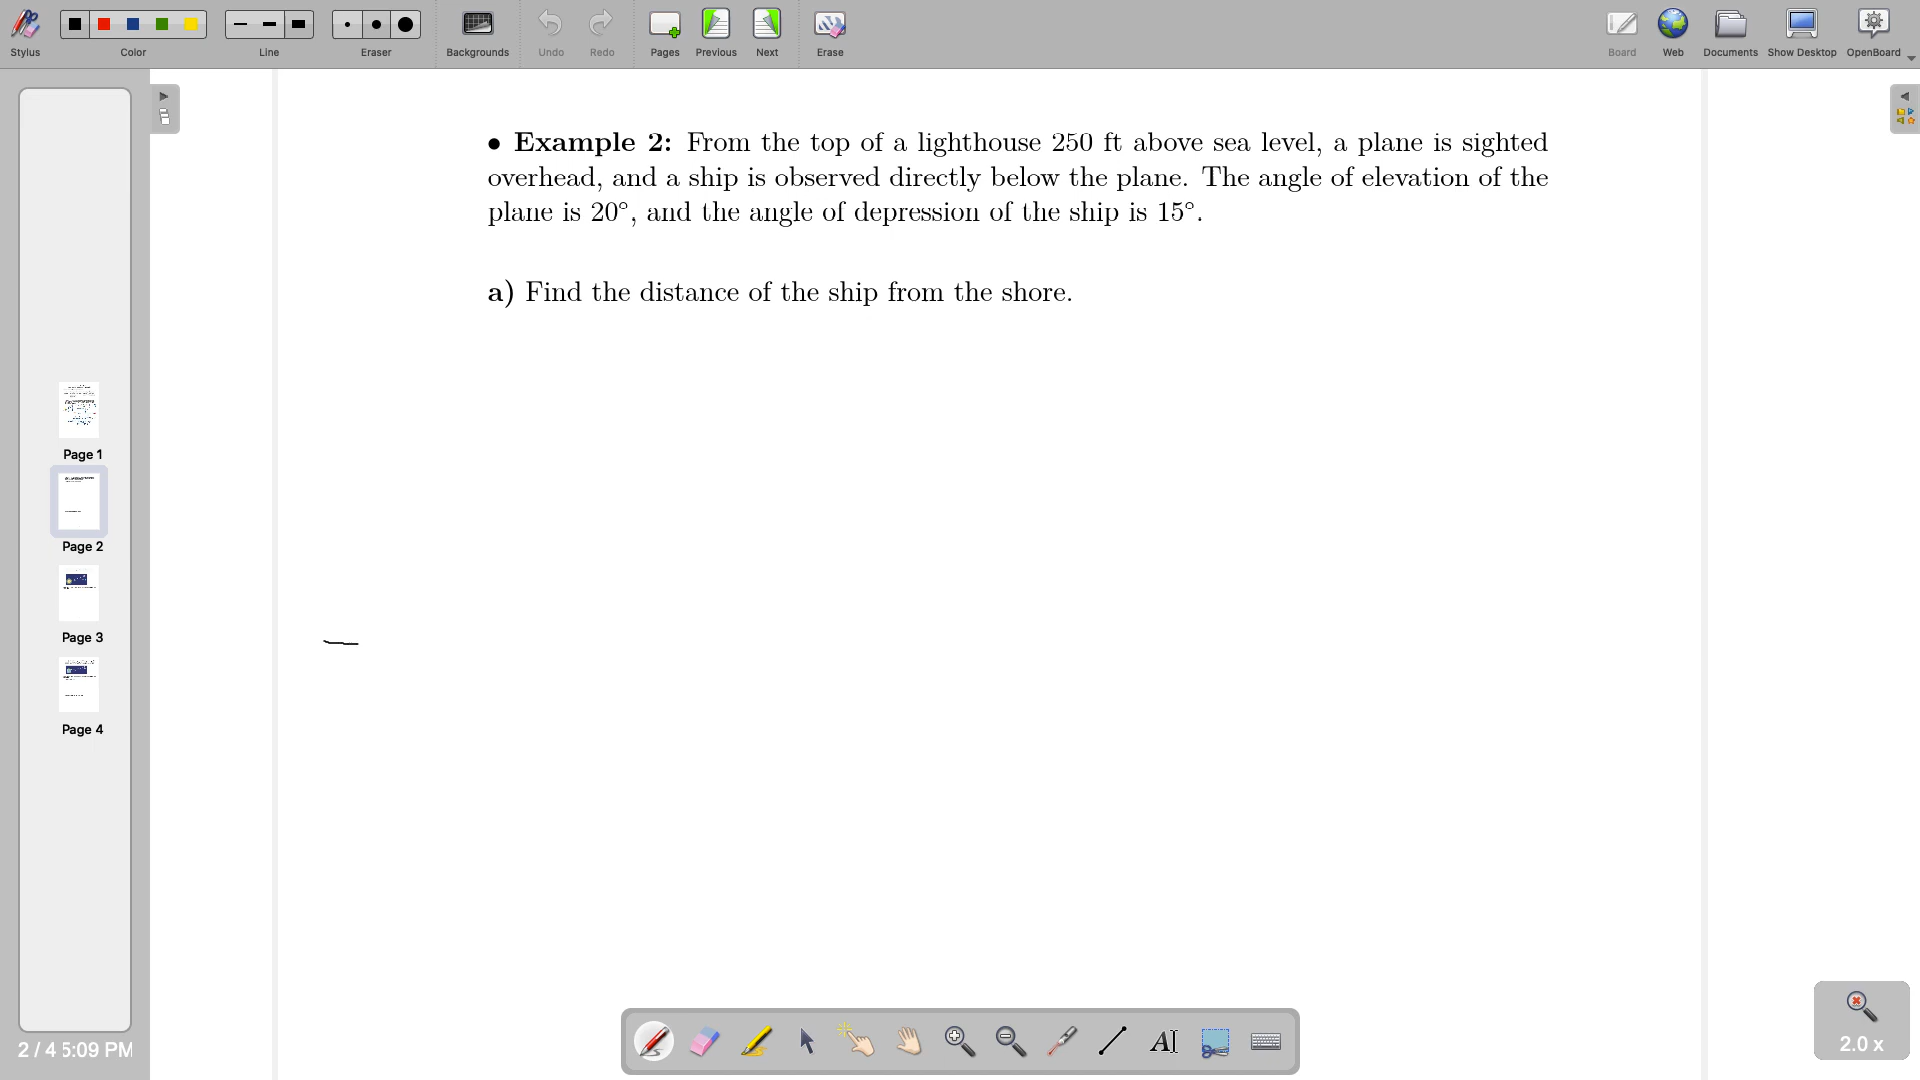 Stylus Color Line Eraser Backgrounds Undo Redo Pages Previous Next Erase Board Web Documents Show Desktop OpenBoard
• Example 2: From the top of a lighthouse 250 ft above sea level, a plane is sighted
overhead, and a ship is observed directly below the plane. The angle of elevation of the
plane is 20°, and the angle of depression of the ship is 15°.
a) Find the distance of the ship from the shore.
Page 1
Page 2
Page 3
Page 4
2 / 4 5:09 PM
AI
2.0 x